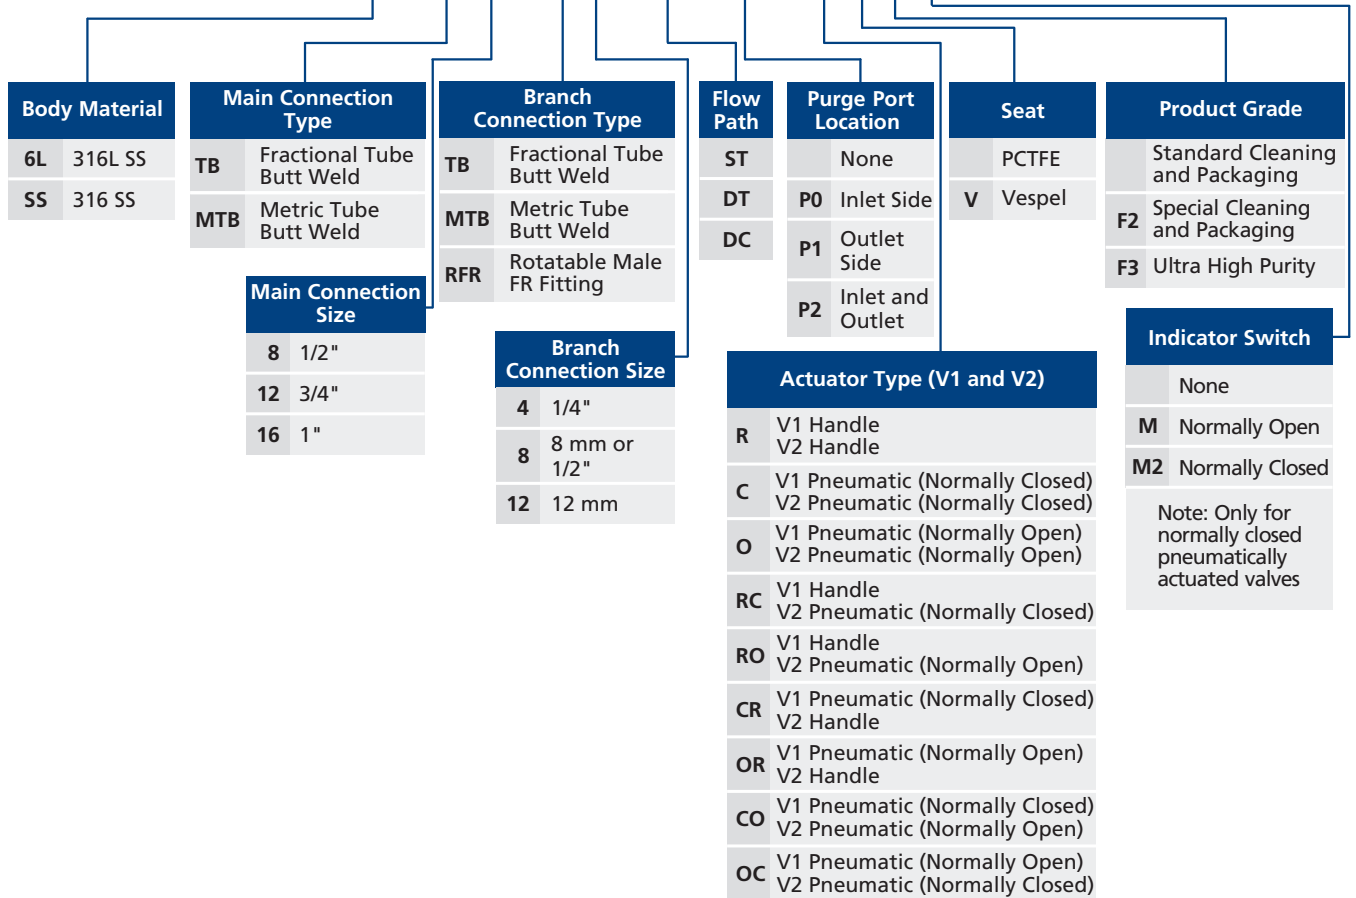 Body Material
6L 316L SS
SS 316 SS
Main Connection
Type
TB Fractional Tube
Butt Weld
MTB Metric Tube
Butt Weld
Main Connection
Size
8 1/2"
12 3/4"
16 1"
Branch
Connection Type
TB Fractional Tube
Butt Weld
MTB Metric Tube
Butt Weld
RFR Rotatable Male
FR Fitting
Branch
Connection Size
4 1/4"
8 8 mm or
1/2"
12 12 mm
Flow
Path
ST
DT
DC
Purge Port
Location
None
P0 Inlet Side
P1 Outlet
Side
P2 Inlet and
Outlet
Actuator Type (V1 and V2)
R V1 Handle
V2 Handle
C V1 Pneumatic (Normally Closed)
V2 Pneumatic (Normally Closed)
O V1 Pneumatic (Normally Open)
V2 Pneumatic (Normally Open)
RC V1 Handle
V2 Pneumatic (Normally Closed)
RO V1 Handle
V2 Pneumatic (Normally Open)
CR V1 Pneumatic (Normally Closed)
V2 Handle
OR V1 Pneumatic (Normally Open)
V2 Handle
CO V1 Pneumatic (Normally Closed)
V2 Pneumatic (Normally Open)
OC V1 Pneumatic (Normally Open)
V2 Pneumatic (Normally Closed)
Seat
PCTFE
V Vespel
Product Grade
Standard Cleaning
and Packaging
F2 Special Cleaning
and Packaging
F3 Ultra High Purity
Indicator Switch
None
M Normally Open
M2 Normally Closed
Note: Only for
normally closed
pneumatically
actuated valves